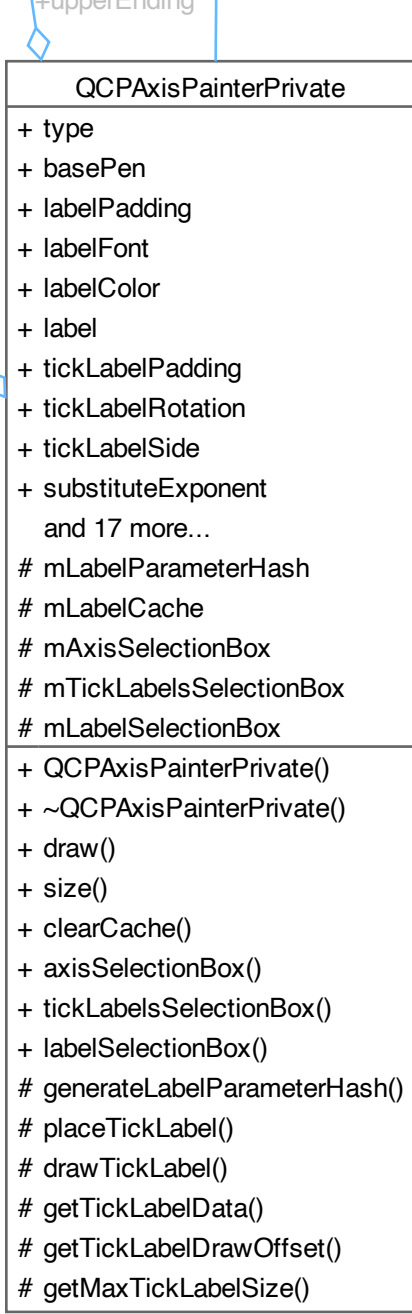 +upperEnding
QCPAxisPainterPrivate
+ type
+ basePen
+ labelPadding
+ labelFont
+ labelColor
+ label
+ tickLabelPadding
+ tickLabelRotation
+ tickLabelSide
+ substituteExponent
and 17 more...
# mLabelParameterHash
# mLabelCache
# mAxisSelectionBox
# mTickLabelsSelectionBox
# mLabelSelectionBox
+ QCPAxisPainterPrivate()
+ ~QCPAxisPainterPrivate()
+ draw()
+ size()
+ clearCache()
+ axisSelectionBox()
+ tickLabelsSelectionBox()
+ labelSelectionBox()
# generateLabelParameterHash()
# placeTickLabel()
# drawTickLabel()
# getTickLabelData()
# getTickLabelDrawOffset()
# getMaxTickLabelSize()